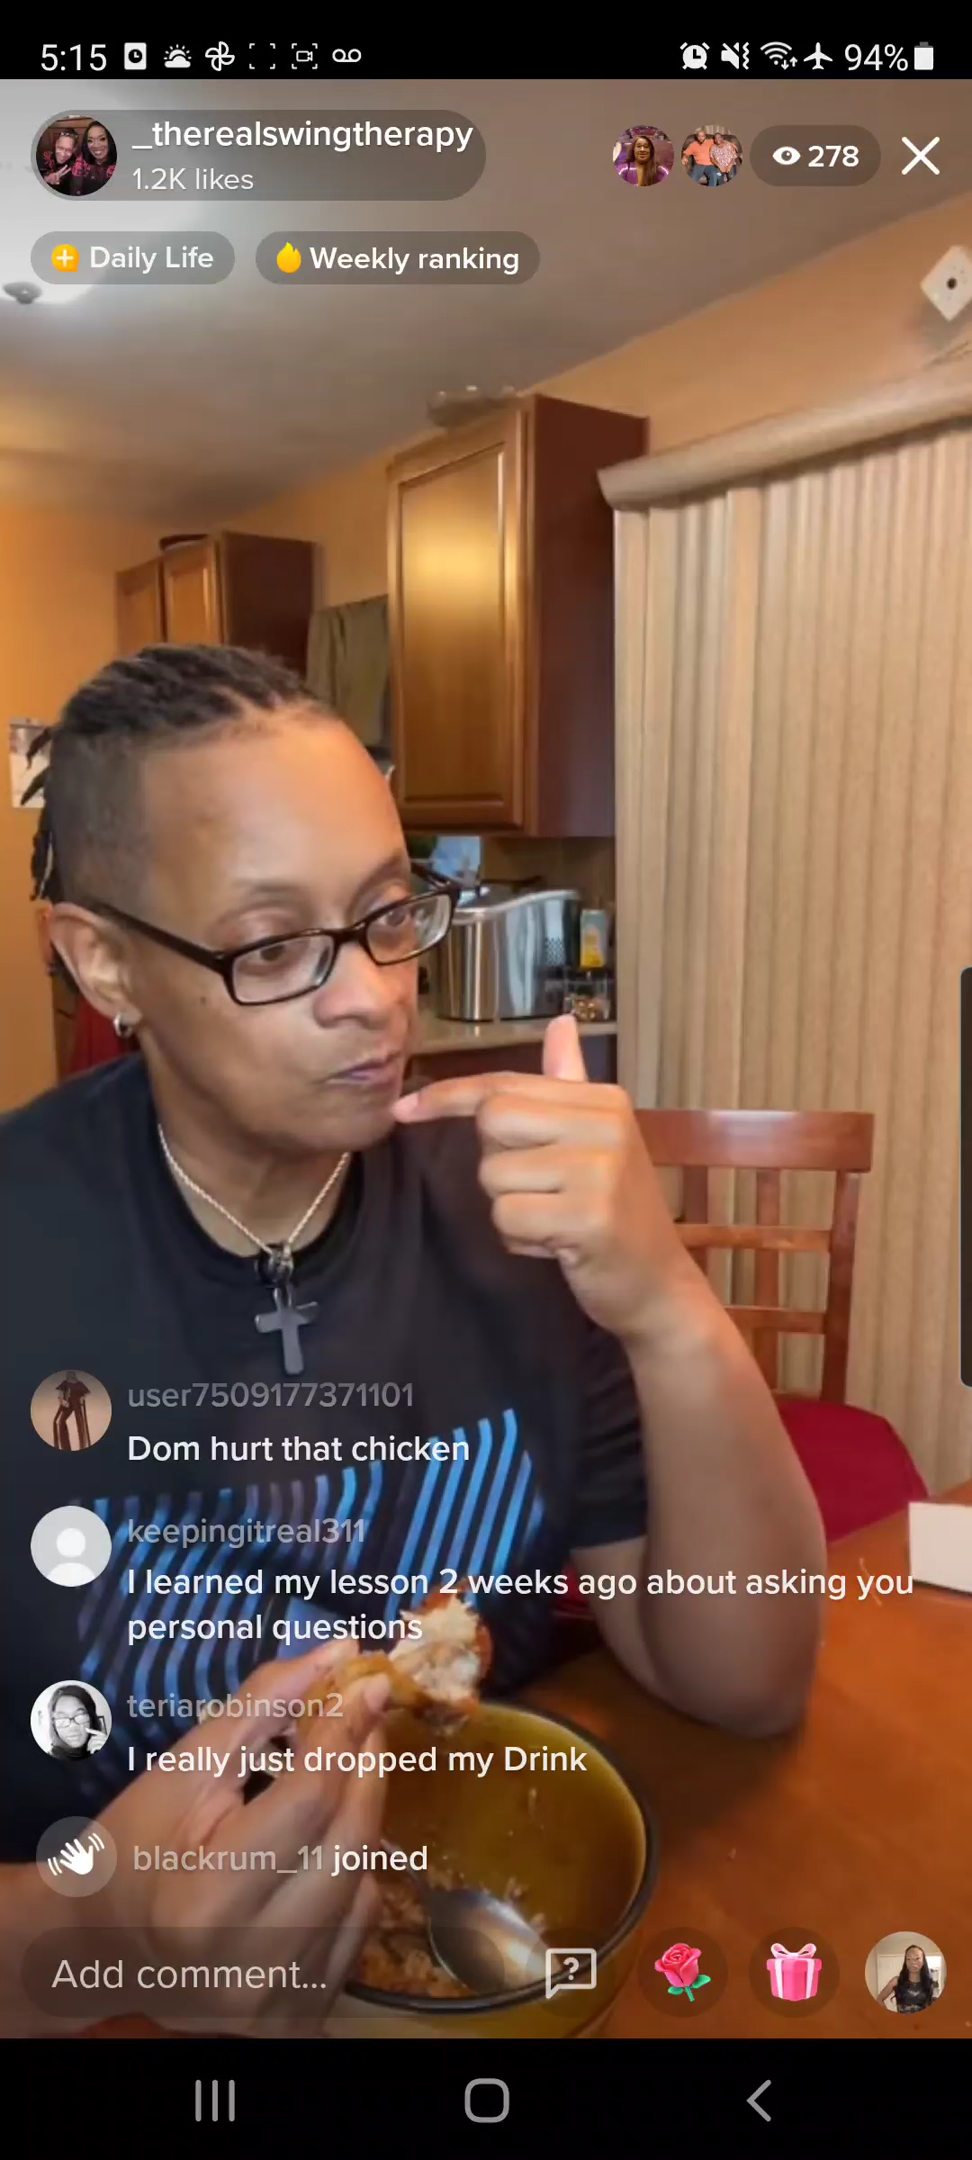 5:15
94%
_therealswingtherapy
1.2K likes
278
Daily Life
Weekly ranking
user7509177371101
Dom hurt that chicken
keepingitreal311
I learned my lesson 2 weeks ago about asking you
personal questions
teriarobinson2
I really just dropped my Drink
blackrum_11 joined
Add comment...